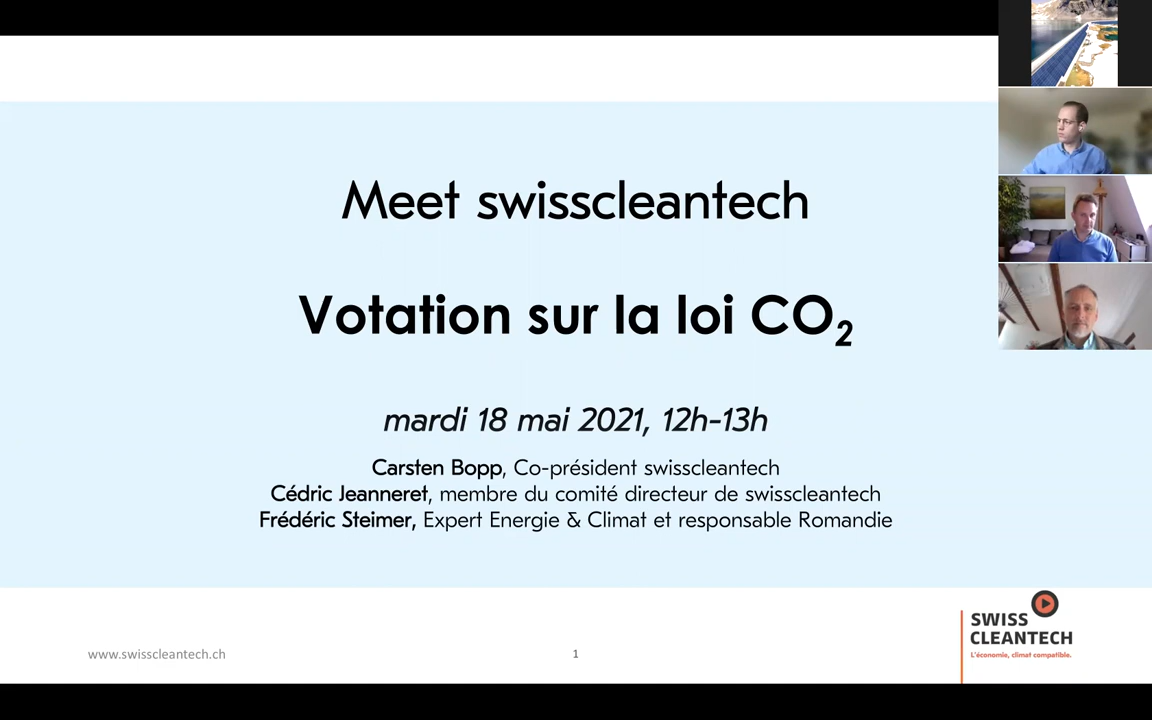 Meet swisscleantech
Votation sur la loi CO₂
mardi 18 mai 2021, 12h-13h
Carsten Bopp, Co-président swisscleantech
Cédric Jeanneret, membre du comité directeur de swisscleantech
Frédéric Steimer, Expert Energie & Climat et responsable Romandie
www.swisscleantech.ch
1
SWISS
CLEANTECH
L'économie, climat compatible.